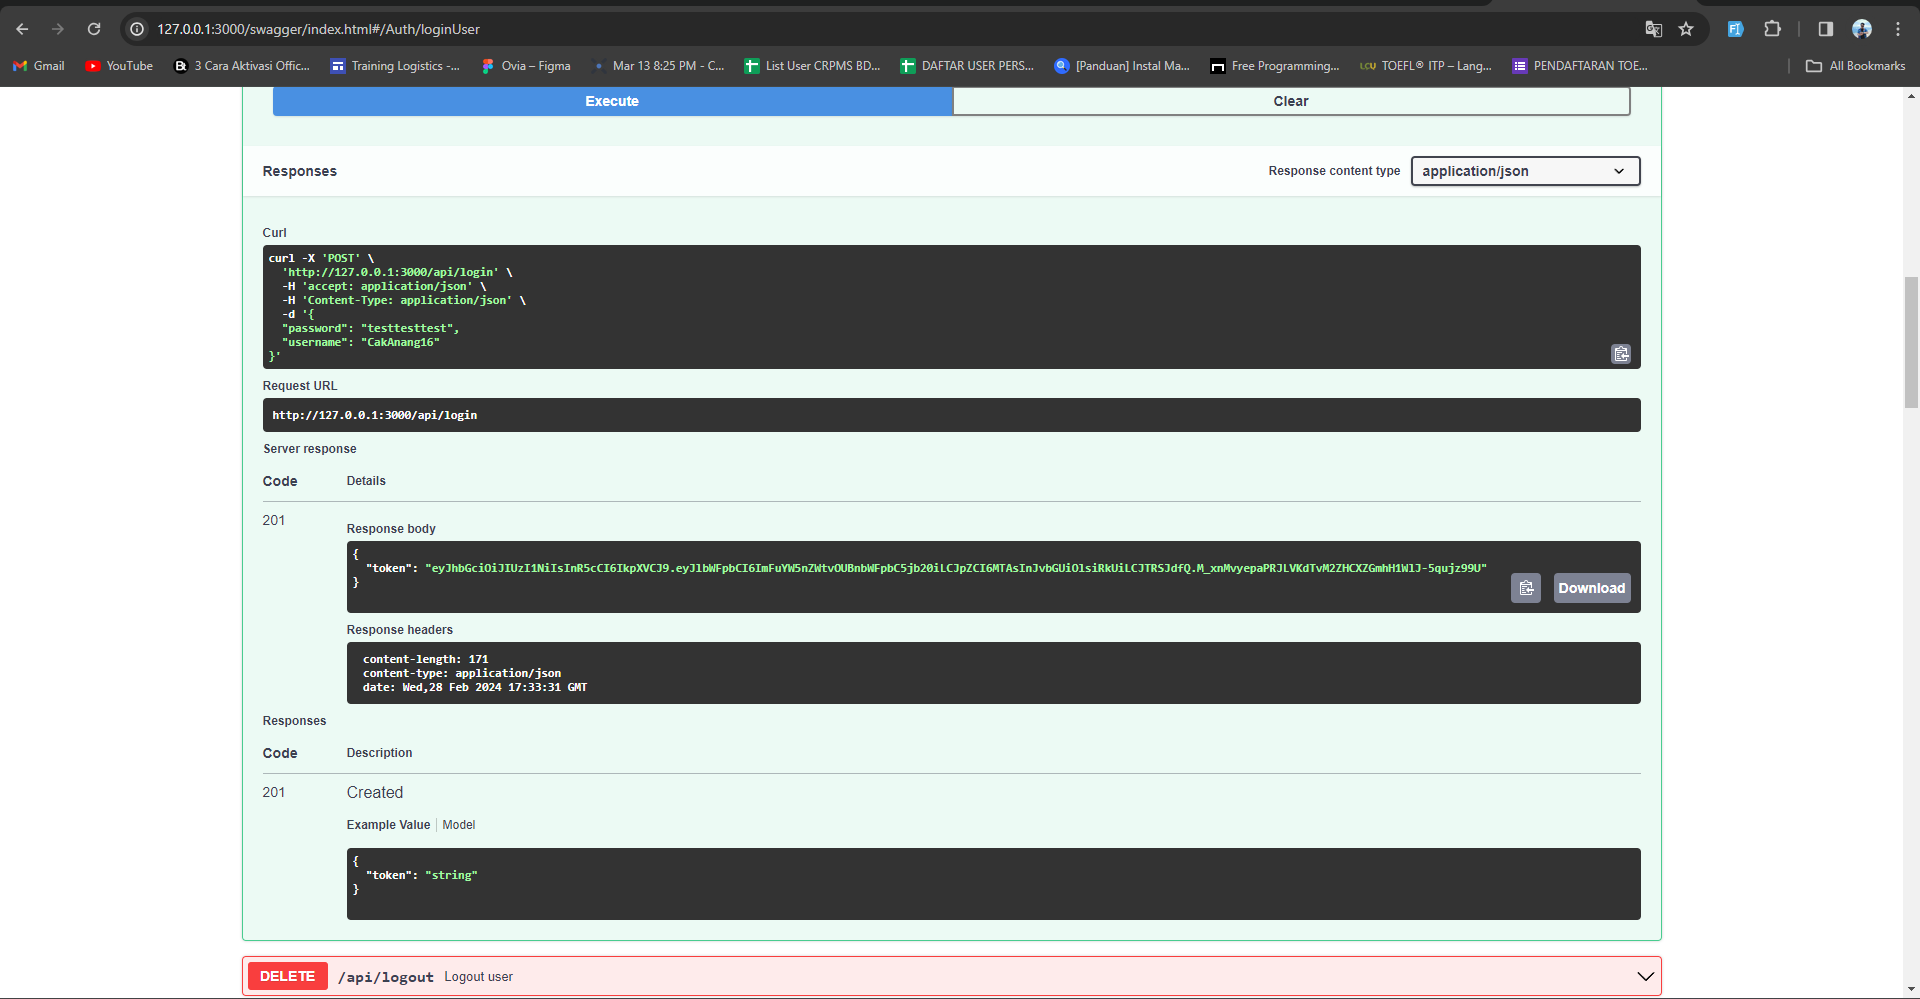 127.0.0.1:3000/swagger/index.html#/Auth/loginUser
Gmail
YouTube
3 Cara Aktivasi Offic...
Training Logistics -...
Ovia – Figma
Mar 13 8:25 PM - C...
List User CRPMS BD...
DAFTAR USER PERS...
[Panduan] Instal Ma...
Free Programming...
TOEFL® ITP – Lang...
PENDAFTARAN TOE...
All Bookmarks
Execute
Clear
Responses
Response content type
application/json
Curl
curl -X 'POST' \
'http://127.0.0.1:3000/api/login' \
-H 'accept: application/json' \
-H 'Content-Type: application/json' \
-d '{
"password": "testtesttest",
"username": "CakAnang16"
}'
Request URL
http://127.0.0.1:3000/api/login
Server response
Code
Details
201
Response body
{
"token": "eyJhbGciOiJIUzI1NiIsInR5cCI6IkpXVCJ9.eyJlbWFpbCI6ImFuYW5nZWtvOUBnbWFpbC5jb20iLCJpZCI6MTAsInJvbGUiOlsiRkUiLCJTRSJdfQ.M_xnMvyepaPRJLVKdTvM2ZHCXZGmhH1WlJ-5qujz99U"
}
Download
Response headers
content-length: 171
content-type: application/json
date: Wed,28 Feb 2024 17:33:31 GMT
Responses
Code
Description
201
Created
Example Value
Model
{
"token": "string"
}
DELETE
/api/logout
Logout user